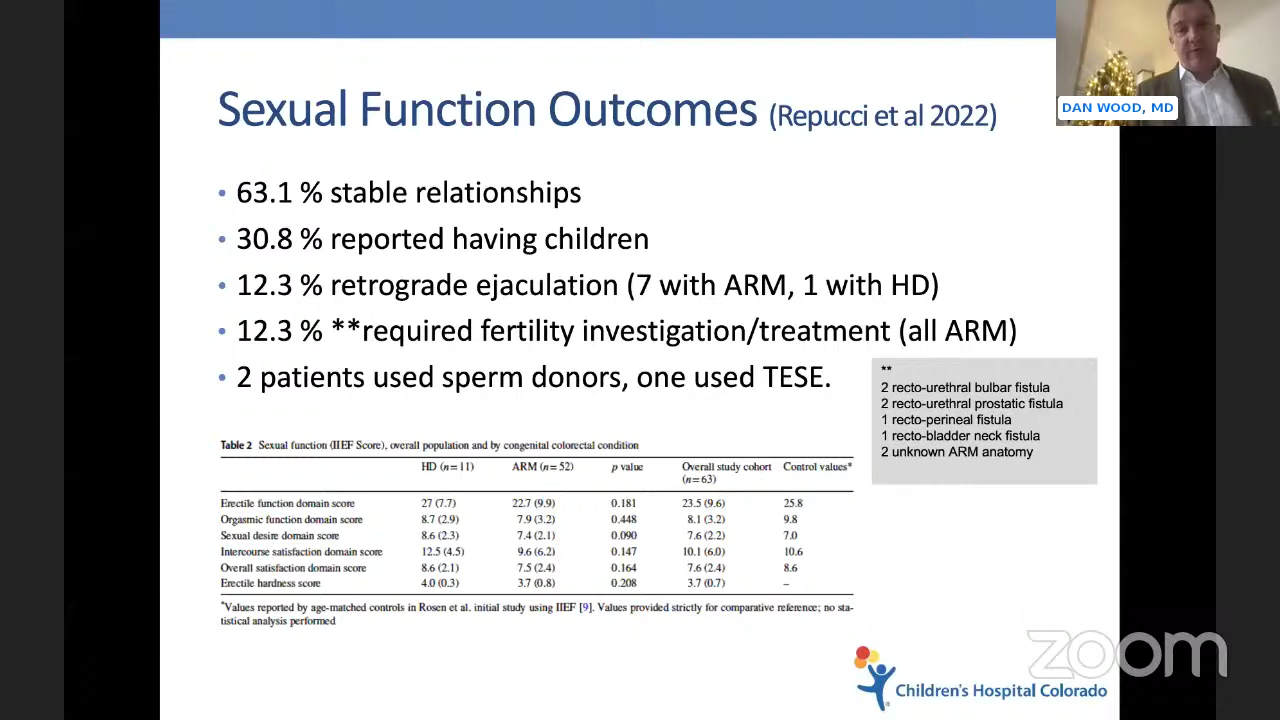 DAN WOOD, MD
Sexual Function Outcomes (Repucci et al 2022)
• 63.1 % stable relationships
• 30.8 % reported having children
• 12.3 % retrograde ejaculation (7 with ARM, 1 with HD)
• 12.3 % **required fertility investigation/treatment (all ARM)
• 2 patients used sperm donors, one used TESE.
**
2 recto-urethral bulbar fistula
2 recto-urethral prostatic fistula
1 recto-perineal fistula
1 recto-bladder neck fistula
2 unknown ARM anatomy
Table 2 Sexual function (IIEF Score), overall population and by congenital colorectal condition
HD (n=11) ARM (n=52) p value Overall study cohort (n=63) Control values*
Erectile function domain score 27 (7.7) 22.7 (9.9) 0.181 23.5 (9.6) 25.8
Orgasmic function domain score 8.7 (2.9) 7.9 (3.2) 0.448 8.1 (3.2) 9.8
Sexual desire domain score 8.6 (2.3) 7.4 (2.1) 0.090 7.6 (2.2) 7.0
Intercourse satisfaction domain score 12.5 (4.5) 9.6 (6.2) 0.147 10.1 (6.0) 10.6
Overall satisfaction domain score 8.6 (2.1) 7.5 (2.4) 0.164 7.6 (2.4) 8.6
Erectile hardness score 4.0 (0.3) 3.7 (0.8) 0.208 3.7 (0.7) –
*Values reported by age-matched controls in Rosen et al. initial study using IIEF [9]. Values provided strictly for comparative reference; no sta-
tistical analysis performed
zoom
Children's Hospital Colorado